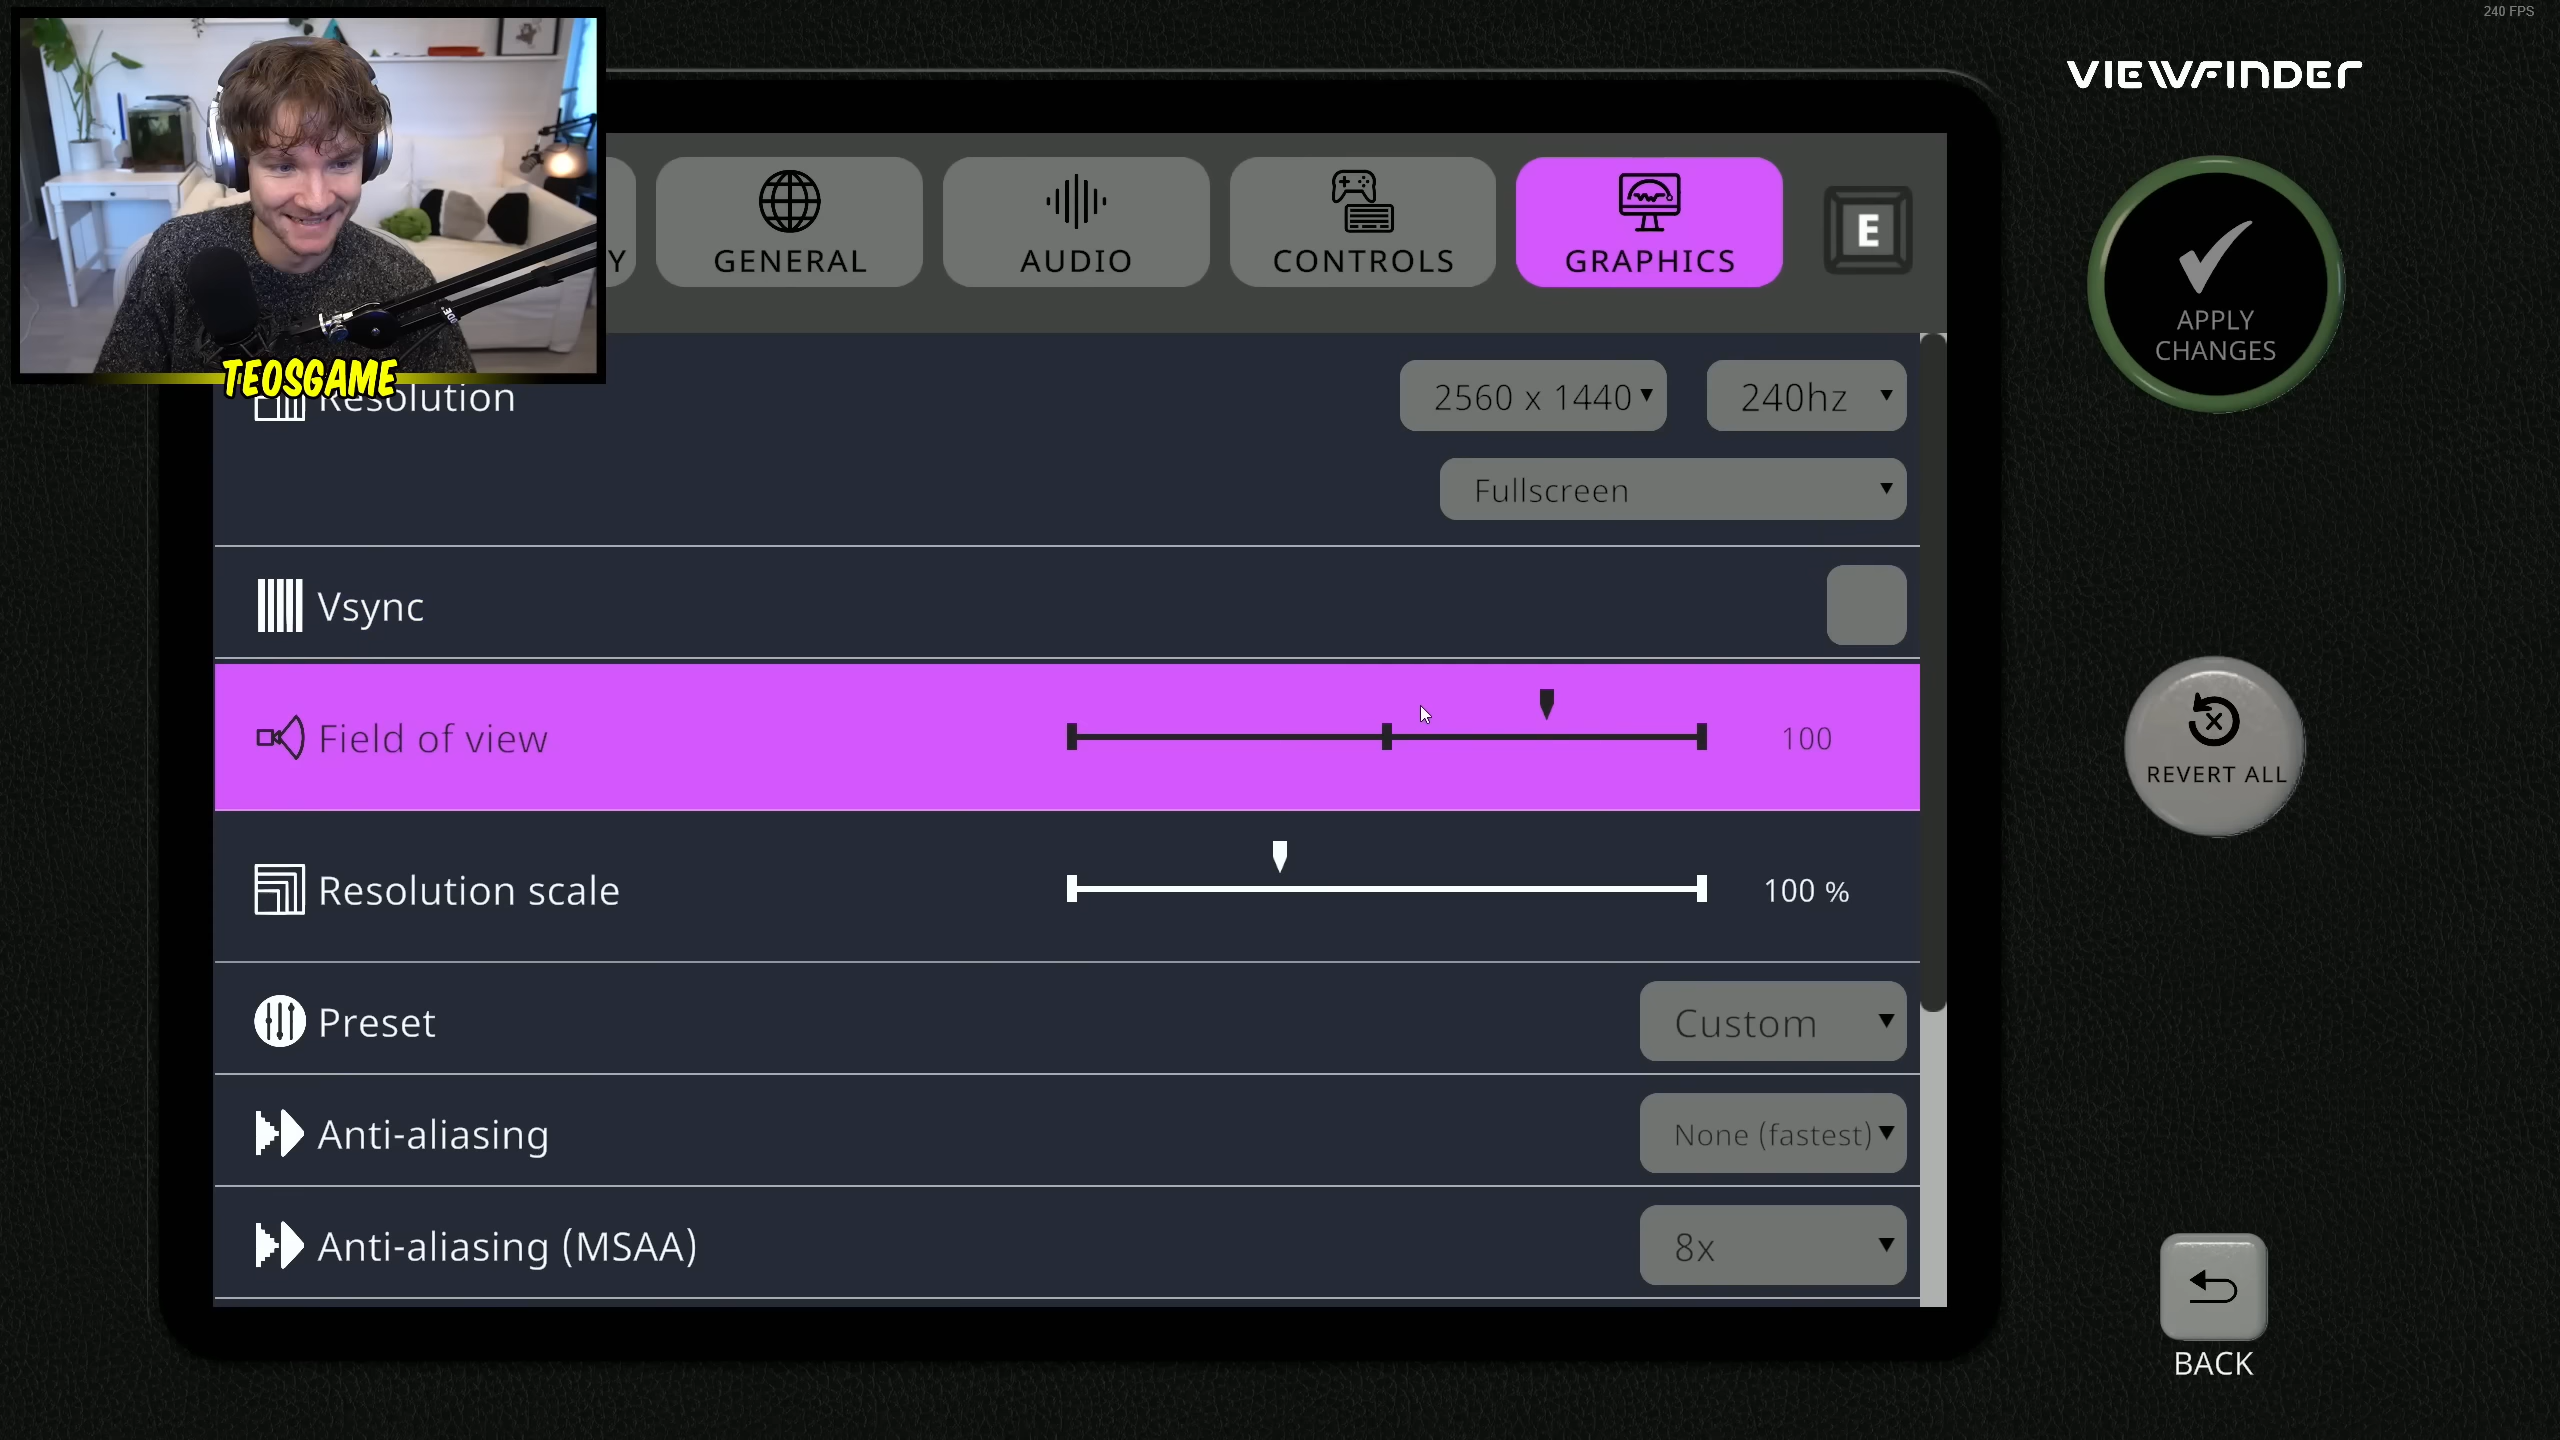 240 FPS
VIEWFINDER
Y
GENERAL
AUDIO
CONTROLS
GRAPHICS
E
APPLY
CHANGES
TEOSGAME
Resolution
2560 x 1440
240hz
Fullscreen
Vsync
Field of view
100
REVERT ALL
Resolution scale
100 %
Preset
Custom
Anti-aliasing
None (fastest)
Anti-aliasing (MSAA)
8x
BACK